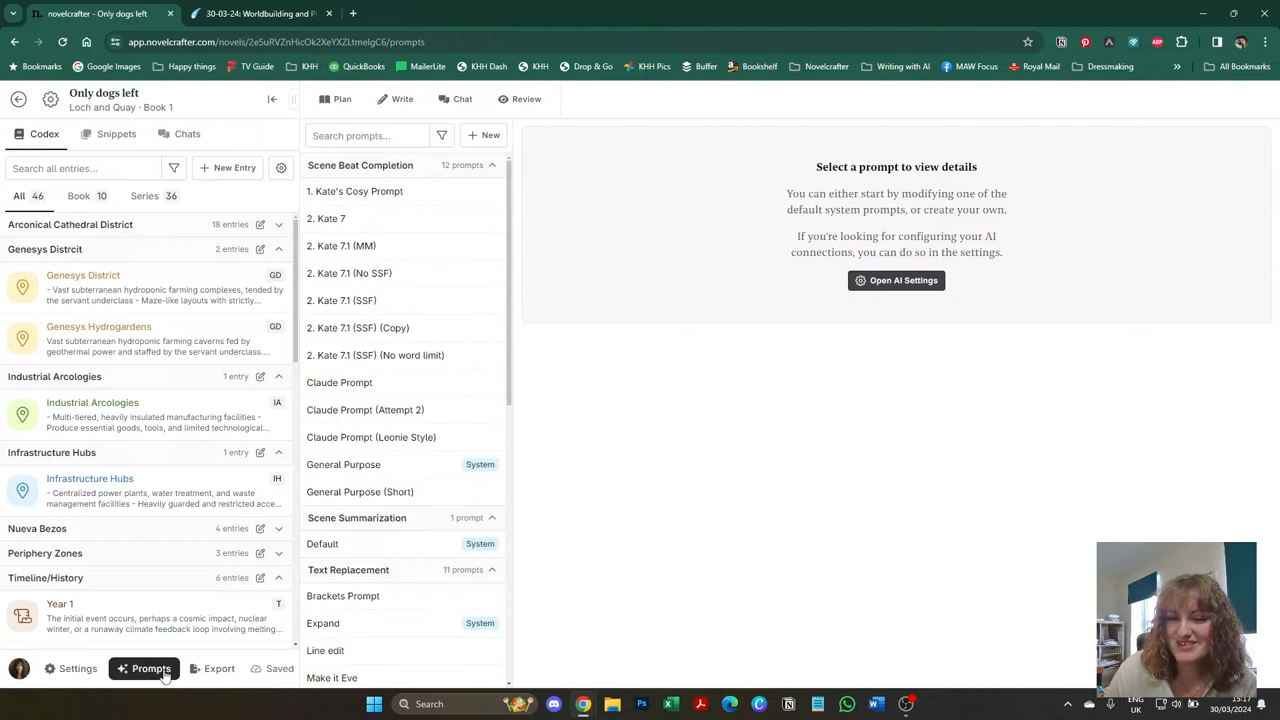 novelcrafter - Only dogs left
30-03-24: Worldbuilding and P
app.novelcrafter.com/novels/2e5uRVZnHicOk2XeYXZLtmeIgC6/prompts
Bookmarks
Google Images
Happy things
TV Guide
KHH
QuickBooks
MailerLite
KHH Dash
KHH
Drop & Go
KHH Pics
Buffer
Bookshelf
Novelcrafter
Writing with AI
MAW Focus
Royal Mail
Dressmaking
All Bookmarks
Only dogs left
Loch and Quay - Book 1
Plan
Write
Chat
Review
Codex
Snippets
Chats
Search all entries...
+ New Entry
All 46
Book 10
Series 36
Arconical Cathedral District
18 entries
Genesys Distrcit
2 entries
Genesys District
GD
- Vast subterranean hydroponic farming complexes, tended by
the servant underclass - Maze-like layouts with strictly...
Genesys Hydrogardens
GD
Vast subterranean hydroponic farming caverns fed by
geothermal power and staffed by the servant underclass....
Industrial Arcologies
1 entry
Industrial Arcologies
IA
- Multi-tiered, heavily insulated manufacturing facilities -
Produce essential goods, tools, and limited technological...
Infrastructure Hubs
1 entry
Infrastructure Hubs
IH
- Centralized power plants, water treatment, and waste
management facilities - Heavily guarded and restricted acce...
Nueva Bezos
4 entries
Periphery Zones
3 entries
Timeline/History
6 entries
Year 1
T
The initial event occurs, perhaps a cosmic impact, nuclear
winter, or a runaway climate feedback loop involving melting...
Settings
Prompts
Export
Saved
Search prompts...
+ New
Scene Beat Completion
12 prompts
1. Kate's Cosy Prompt
2. Kate 7
2. Kate 7.1 (MM)
2. Kate 7.1 (No SSF)
2. Kate 7.1 (SSF)
2. Kate 7.1 (SSF) (Copy)
2. Kate 7.1 (SSF) (No word limit)
Claude Prompt
Claude Prompt (Attempt 2)
Claude Prompt (Leonie Style)
General Purpose
System
General Purpose (Short)
Scene Summarization
1 prompt
Default
System
Text Replacement
11 prompts
Brackets Prompt
Expand
System
Line edit
Make it Eve
Select a prompt to view details
You can either start by modifying one of the
default system prompts, or create your own.
If you're looking for configuring your AI
connections, you can do so in the settings.
Open AI Settings
Search
ENG
UK
15:17
30/03/2024